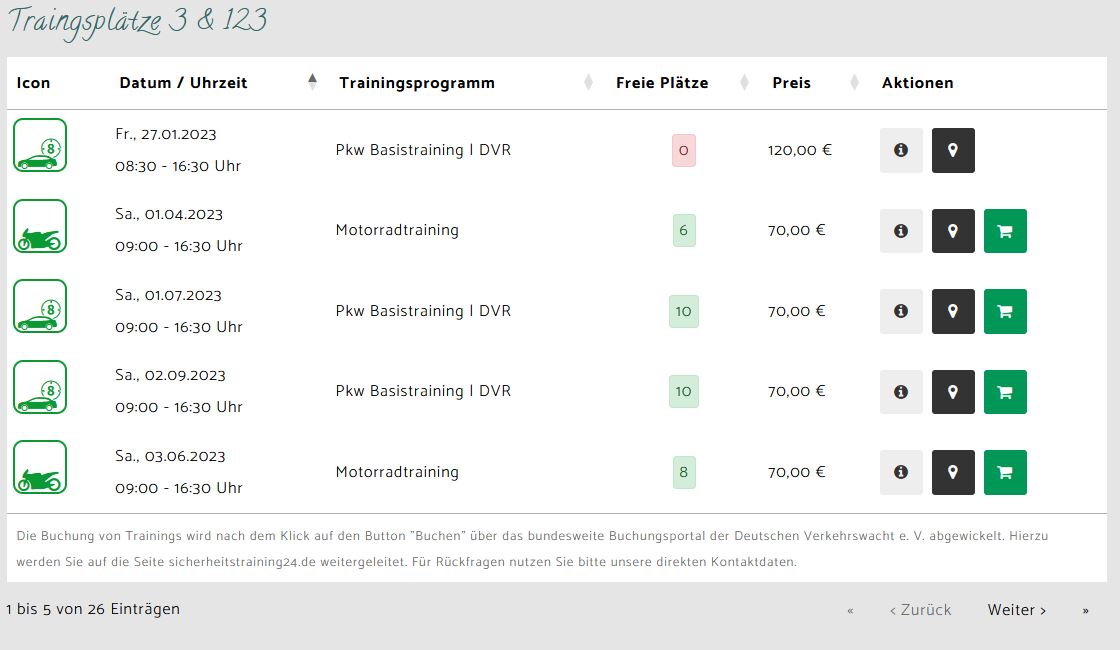 Traingsplätze 3 & 123
Icon Datum / Uhrzeit Trainingsprogramm Freie Plätze Preis Aktionen
8
Fr., 27.01.2023
08:30 - 16:30 Uhr
Pkw Basistraining | DVR 0 120,00 €
Sa., 01.04.2023
09:00 - 16:30 Uhr
Motorradtraining 6 70,00 €
8
Sa., 01.07.2023
09:00 - 16:30 Uhr
Pkw Basistraining | DVR 10 70,00 €
8
Sa., 02.09.2023
09:00 - 16:30 Uhr
Pkw Basistraining | DVR 10 70,00 €
Sa., 03.06.2023
09:00 - 16:30 Uhr
Motorradtraining 8 70,00 €
Die Buchung von Trainings wird nach dem Klick auf den Button "Buchen" über das bundesweite Buchungsportal der Deutschen Verkehrswacht e. V. abgewickelt. Hierzu
werden Sie auf die Seite sicherheitstraining24.de weitergeleitet. Für Rückfragen nutzen Sie bitte unsere direkten Kontaktdaten.
1 bis 5 von 26 Einträgen « ‹ Zurück Weiter › »